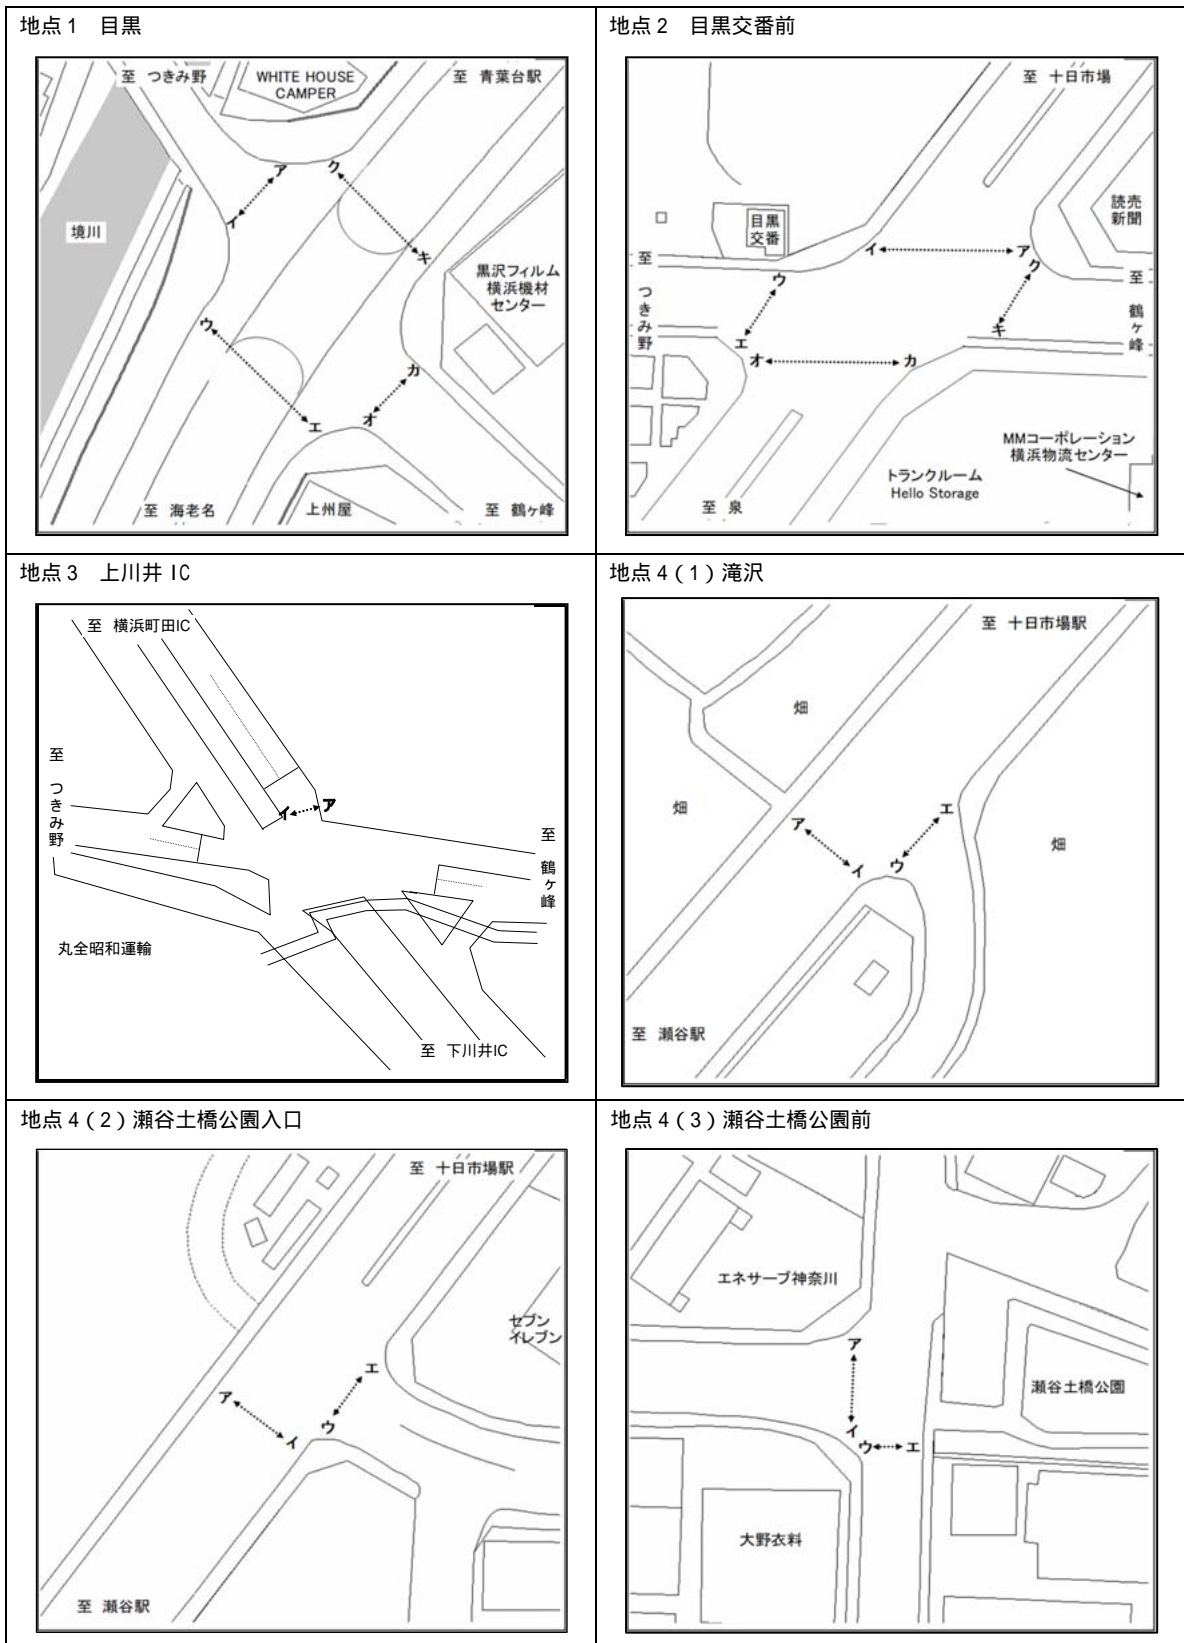 地点1　目黒
至 つきみ野
WHITE HOUSE
CAMPER
至 青葉台駅
ア
ク
イ
境川
キ
黒沢フィルム
横浜機材
センター
ウ
カ
オ
エ
至 海老名
上州屋
至 鶴ヶ峰
地点2　目黒交番前
至 十日市場
読売
新聞
目黒
交番
イ
ア
ク
至 つきみ野
至 鶴ヶ峰
ウ
キ
エ
オ
カ
MMコーポレーション
横浜物流センター
トランクルーム
Hello Storage
至 泉
地点3　上川井 IC
至 横浜町田IC
至 つきみ野
イ
ア
至 鶴ヶ峰
丸全昭和運輸
至 下川井IC
地点4(1)滝沢
至 十日市場駅
畑
畑
エ
ア
畑
イ
ウ
至 瀬谷駅
地点4(2)瀬谷土橋公園入口
至 十日市場駅
セブン
イレブン
エ
ア
ウ
イ
至 瀬谷駅
地点4(3)瀬谷土橋公園前
エネサーブ神奈川
ア
瀬谷土橋公園
イ
ウ
エ
大野衣料